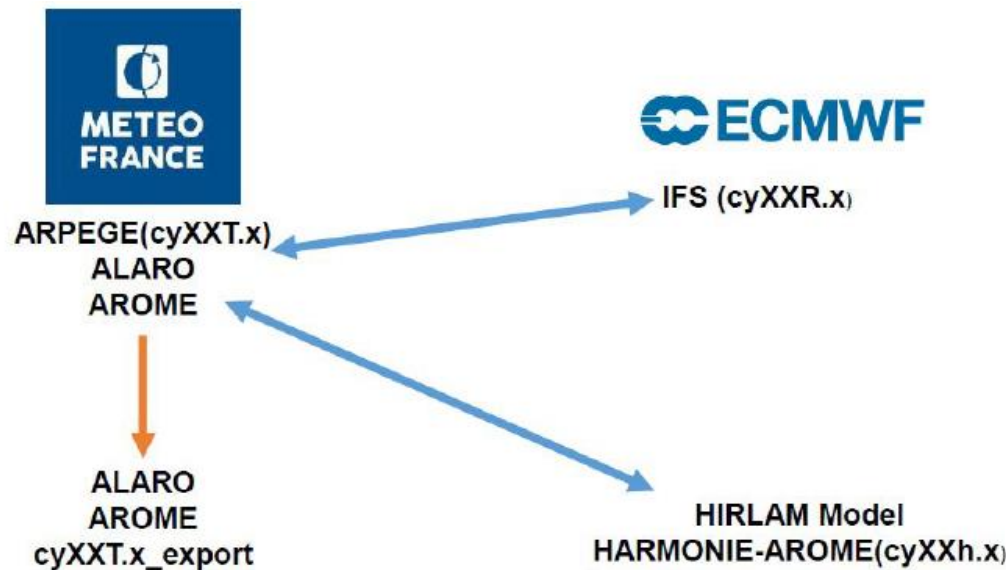 METEO
FRANCE
ECMWF
IFS (cyXXR.x)
ARPEGE(cyXXT.x)
ALARO
AROME
ALARO
AROME
cyXXT.x_export
HIRLAM Model
HARMONIE-AROME(cyXXh.x)